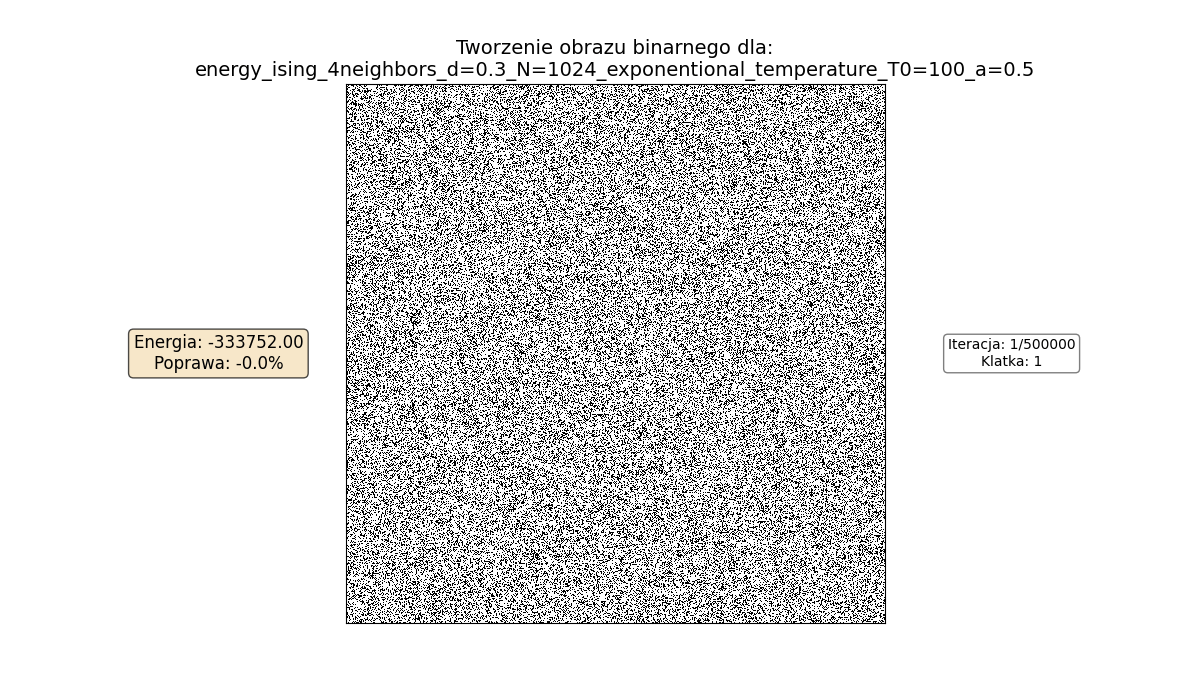 Tworzenie obrazu binarnego dla:
energy_ising_4neighbors_d=0.3_N=1024_exponentional_temperature_T0=100_a=0.5
Energia: -333752.00
Poprawa: -0.0%
Iteracja: 1/500000
Klatka: 1